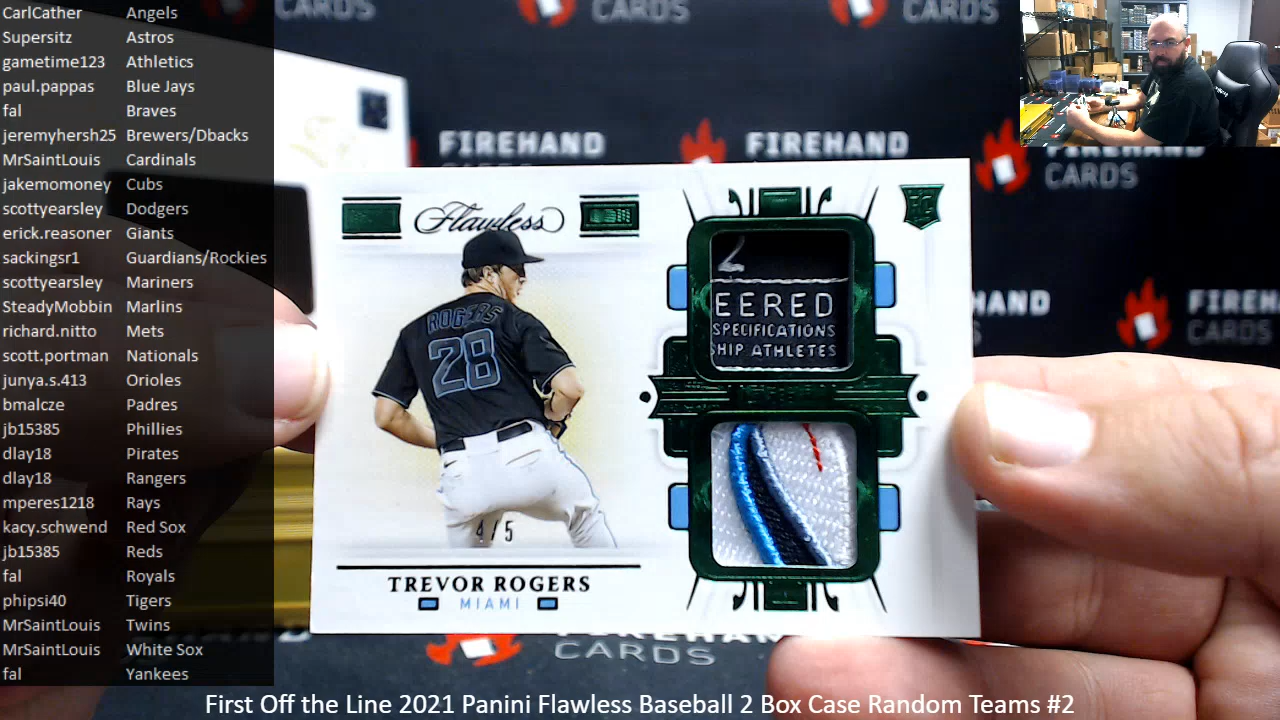 CarlCather Angels
Supersitz Astros
gametime123 Athletics
paul.pappas Blue Jays
fal Braves
jeremyhersh25 Brewers/Dbacks
MrSaintLouis Cardinals
jakemomoney Cubs
scottyearsley Dodgers
erick.reasoner Giants
sackingsr1 Guardians/Rockies
scottyearsley Mariners
SteadyMobbin Marlins
richard.nitto Mets
scott.portman Nationals
junya.s.413 Orioles
bmalcze Padres
jb15385 Phillies
dlay18 Pirates
dlay18 Rangers
mperes1218 Rays
kacy.schwend Red Sox
jb15385 Reds
fal Royals
phipsi40 Tigers
MrSaintLouis Twins
MrSaintLouis White Sox
fal Yankees
CARDS
CARDS
CARDS
FIREHAND
CARDS
FIREHAND
CARDS
CARDS
Flawless
RC
ROGERS
28
4/5
TREVOR ROGERS
MIAMI
EERED
SPECIFICATIONS
SHIP ATHLETES
HAND
FIREH
CARDS
CARDS
First Off the Line 2021 Panini Flawless Baseball 2 Box Case Random Teams #2